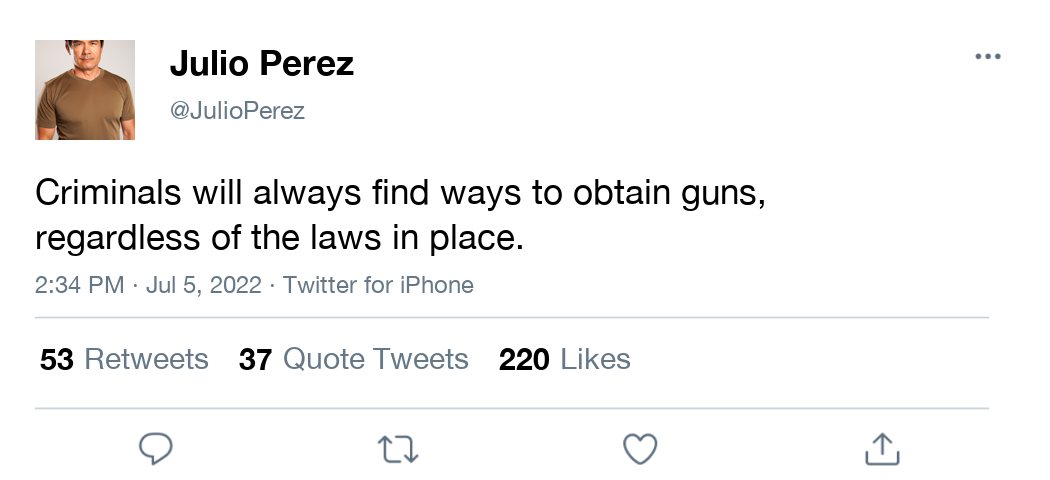 Julio Perez
@JulioPerez
Criminals will always find ways to obtain guns,
regardless of the laws in place.
2:34 PM · Jul 5, 2022 · Twitter for iPhone
53 Retweets 37 Quote Tweets 220 Likes